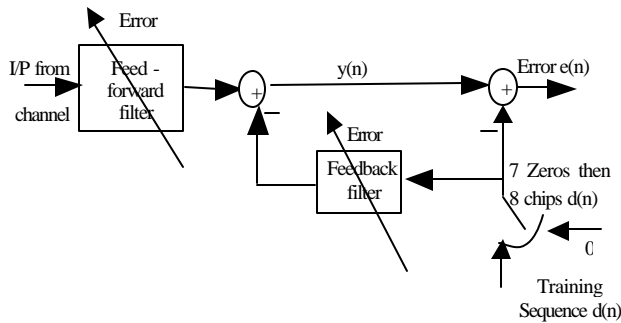 Error
I/P from
channel
Feed -
forward
filter
+
y(n)
+
Error e(n)
Error
Feedback
filter
7 Zeros then
8 chips d(n)
0
Training
Sequence d(n)